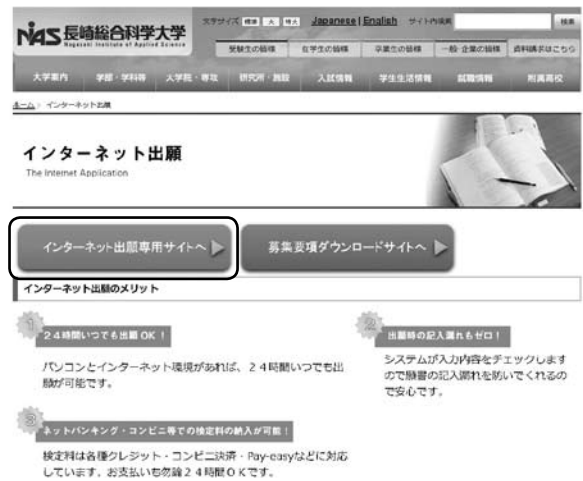 NiAS 長崎総合科学大学
Nagasaki Institute of Applied Science
文字サイズ 標準 大 特大 Japanese | English サイト内検索 検索
受験生の皆様 在学生の皆様 卒業生の皆様 一般・企業の皆様 資料請求はこちら
大学案内 学部・学科等 大学院・専攻 研究所・施設 入試情報 学生生活情報 就職情報 附属高校
ホーム > インターネット出願
インターネット出願
The Internet Application
インターネット出願専用サイトへ 募集要項ダウンロードサイトへ
インターネット出願のメリット
1 24時間いつでも出願 OK !
パソコンとインターネット環境があれば、24時間いつでも出
願が可能です。
2 出願時の記入漏れもゼロ!
システムが入力内容をチェックします
ので願書の記入漏れを防いでくれるの
で安心です。
3 ネットバンキング・コンビニ等での検定料の納入が可能!
検定料は各種クレジット・コンビニ決済・Pay-easyなどに対応
しています。お支払いも勿論24時間OKです。